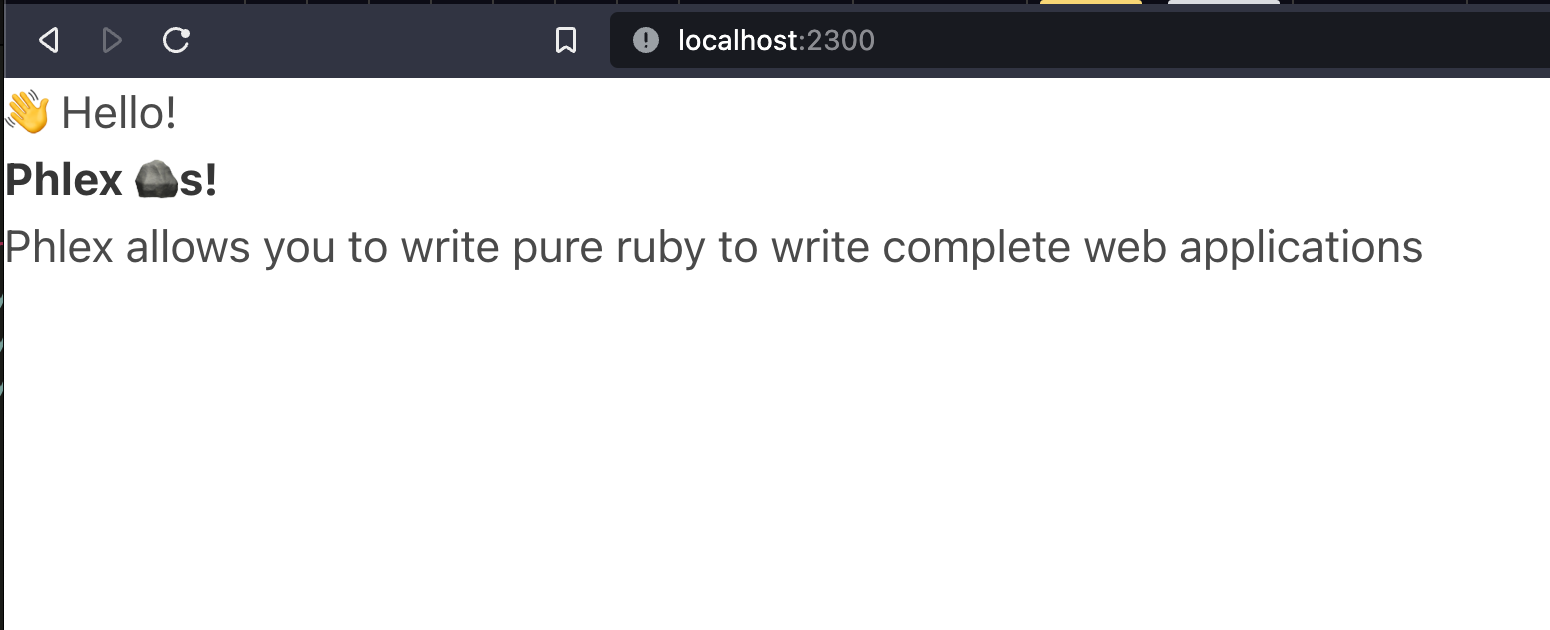 localhost:2300
👋 Hello!
Phlex 🪨s!
Phlex allows you to write pure ruby to write complete web applications